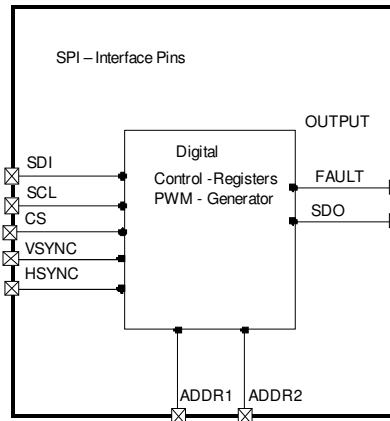 SPI – Interface Pins
OUTPUT
Digital
Control -Registers
PWM - Generator
SDI
SCL
CS
VSYNC
HSYNC
FAULT
SDO
ADDR1
ADDR2